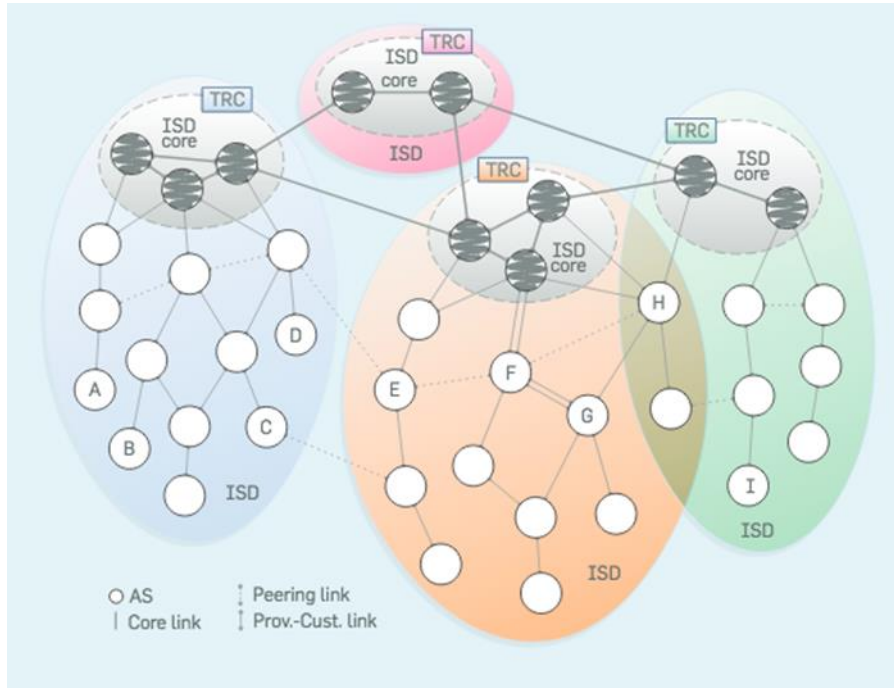 TRC
ISD
core
ISD
TRC
ISD
core
TRC
ISD
core
TRC
ISD
core
A
B
C
D
E
F
G
H
I
ISD
ISD
ISD
AS
Peering link
Core link
Prov.-Cust. link